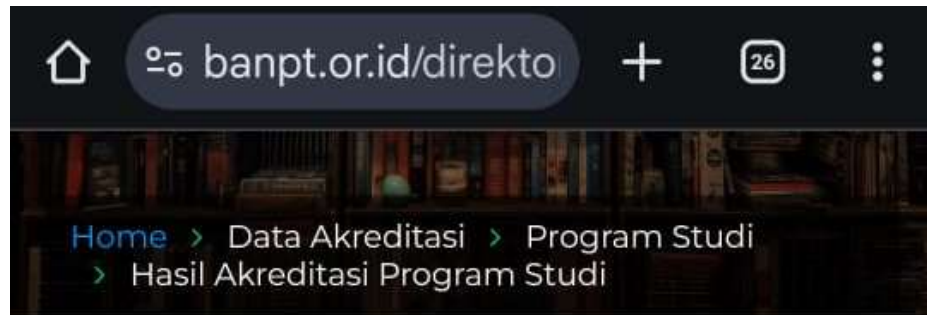 banpt.or.id/direkto
26
Home > Data Akreditasi > Program Studi
> Hasil Akreditasi Program Studi